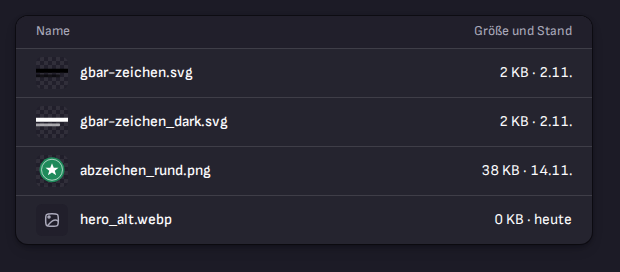 Name Größe und Stand
gbar-zeichen.svg 2 KB · 2.11.
gbar-zeichen_dark.svg 2 KB · 2.11.
abzeichen_rund.png 38 KB · 14.11.
hero_alt.webp 0 KB · heute